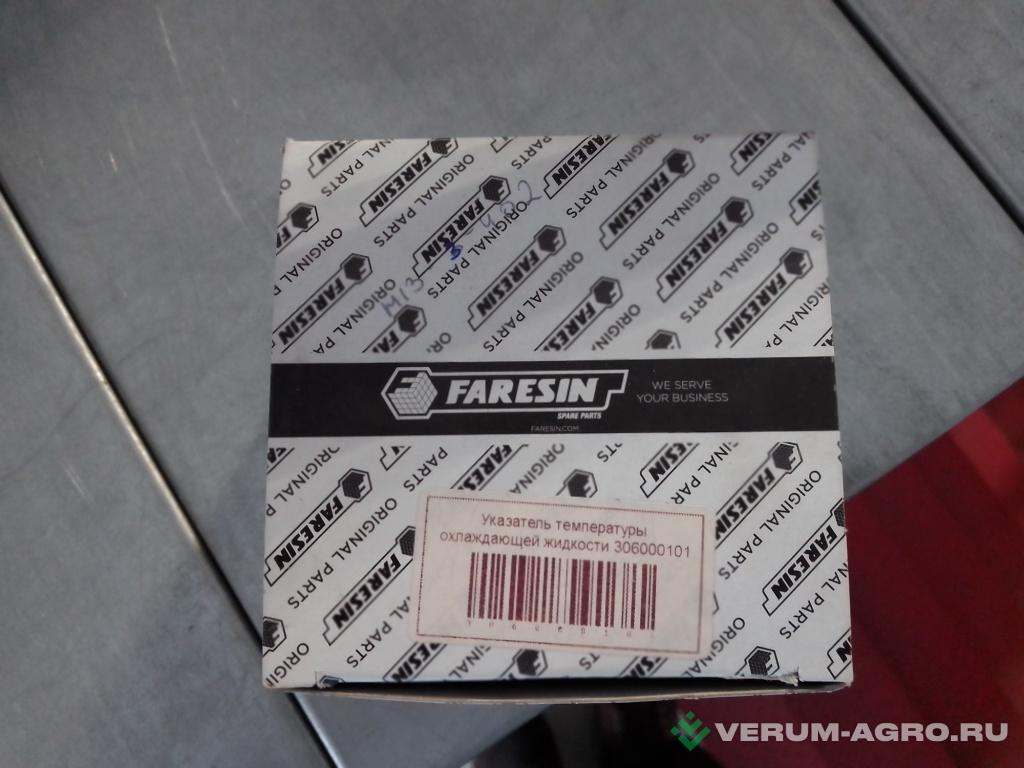 FARESIN
ORIGINAL PARTS
FARESIN
SPARE PARTS
FARESIN.COM
WE SERVE
YOUR BUSINESS
Указатель температуры
охлаждающей жидкости 306000101
VERUM-AGRO.RU